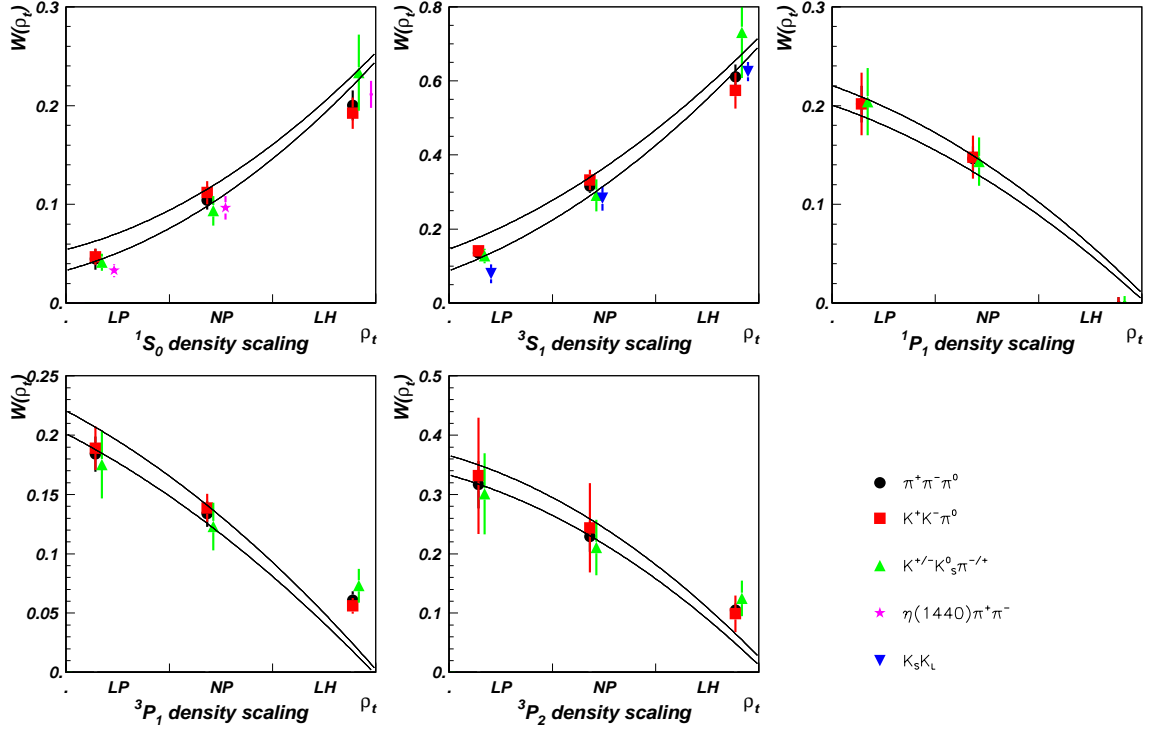 W(ρt)
0.3
0.2
0.1
0.
. LP NP LH
¹S₀ density scaling ρt
W(ρt)
0.8
0.6
0.4
0.2
0.
. LP NP LH
³S₁ density scaling ρt
W(ρt)
0.3
0.2
0.1
0.
. LP NP LH
¹P₁ density scaling ρt
W(ρt)
0.25
0.2
0.15
0.1
0.05
0.
. LP NP LH
³P₁ density scaling ρt
W(ρt)
0.5
0.4
0.3
0.2
0.1
0.
. LP NP LH
³P₂ density scaling ρt
π⁺π⁻π⁰
K⁺K⁻π⁰
K⁺/⁻K⁰sπ⁻/⁺
η(1440)π⁺π⁻
KSKL